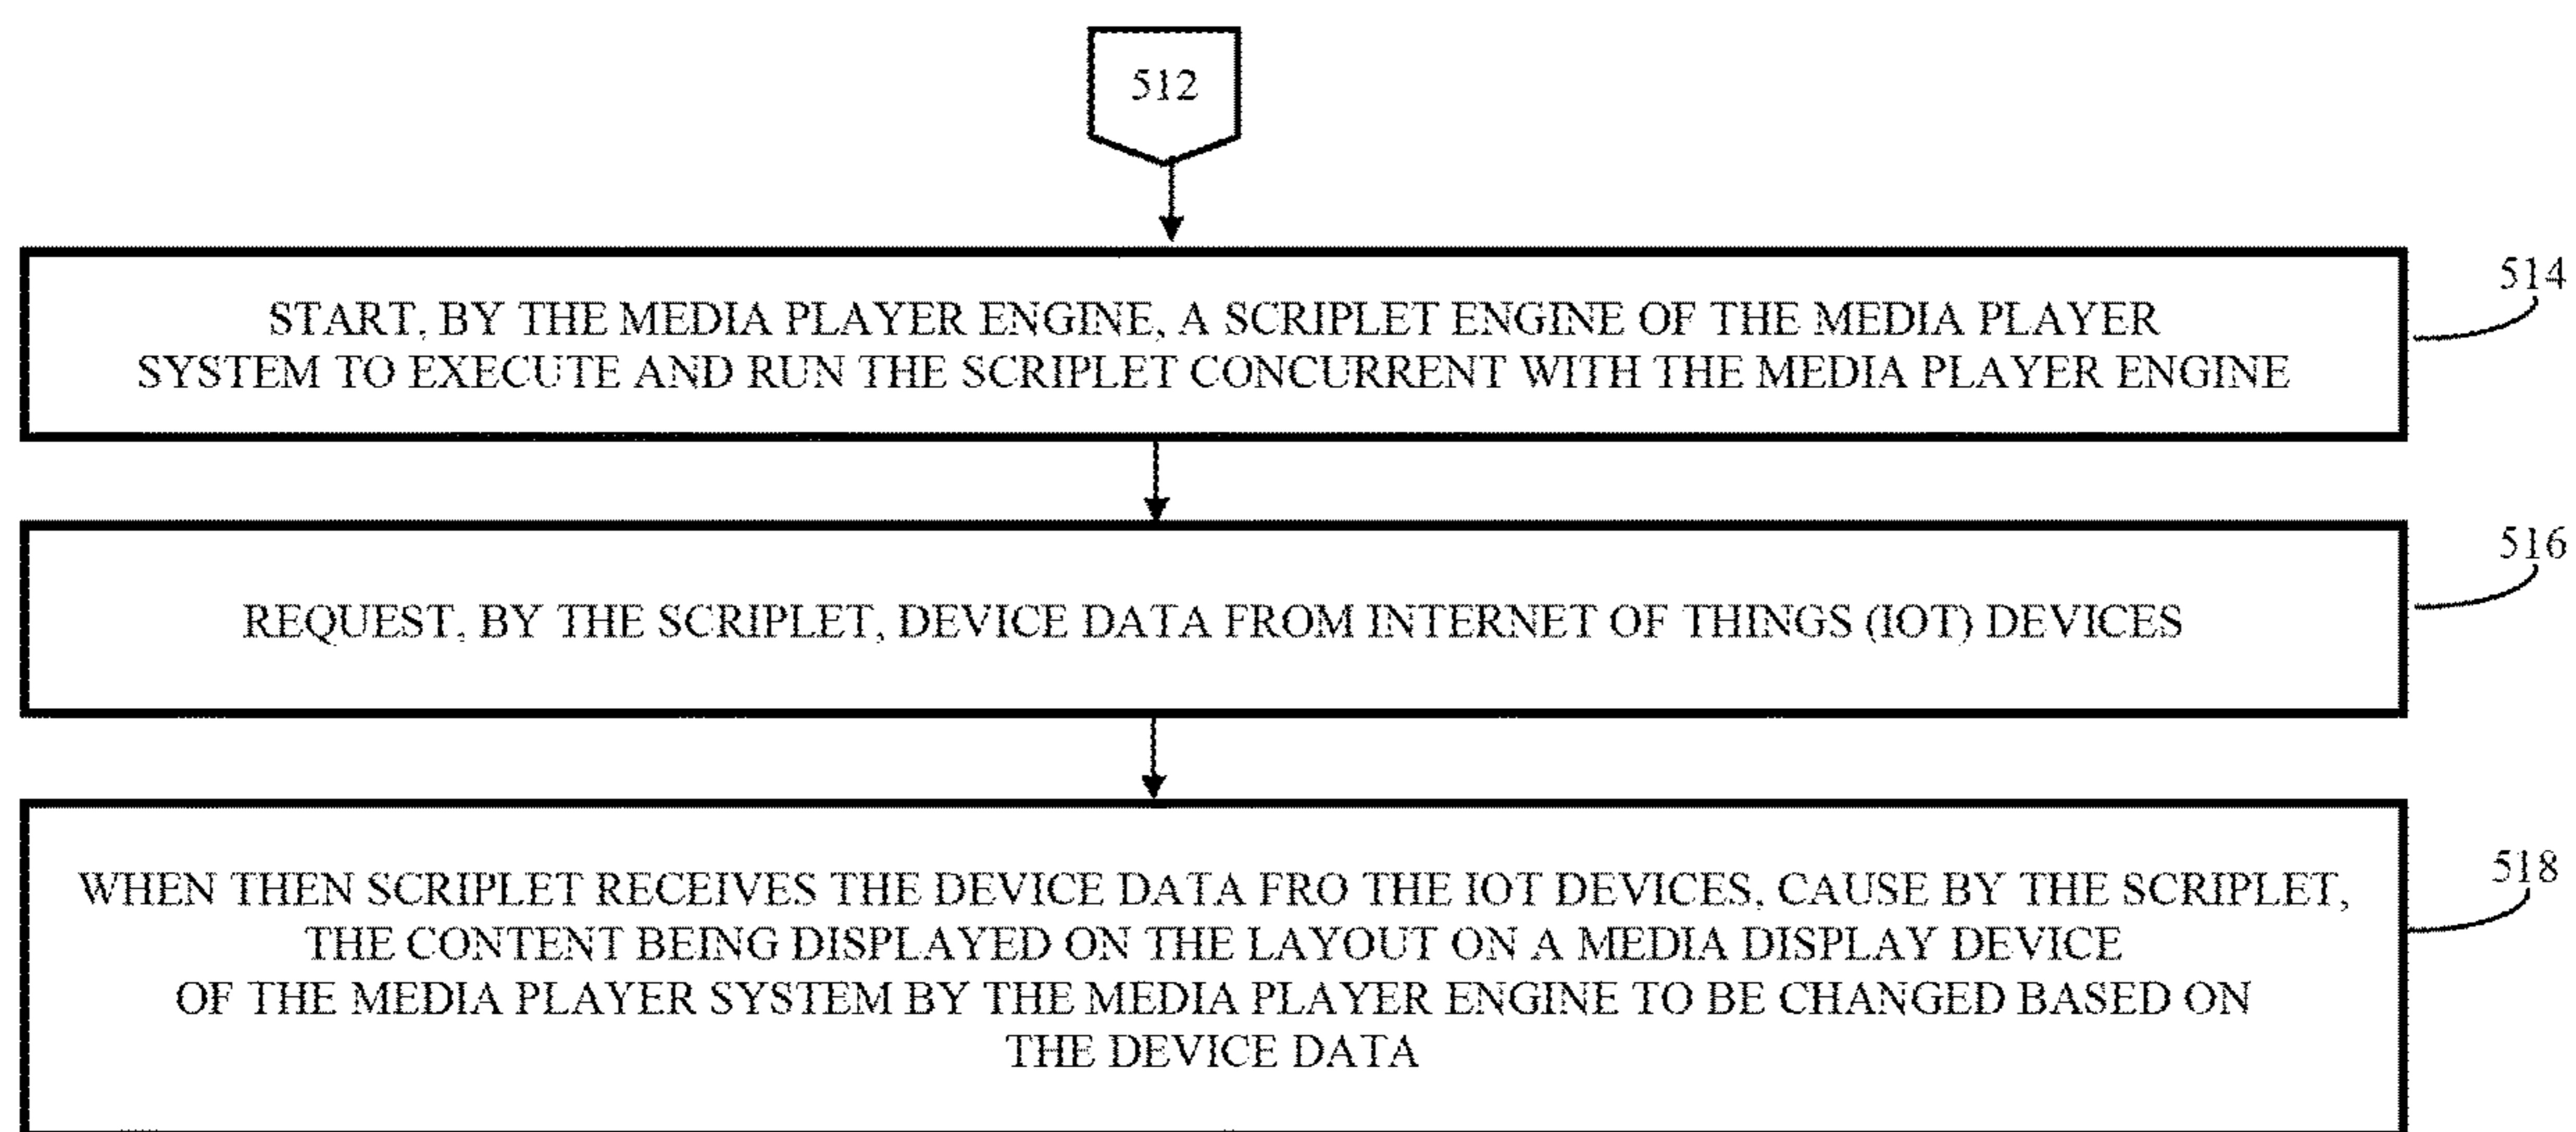 512
START, BY THE MEDIA PLAYER ENGINE, A SCRIPLET ENGINE OF THE MEDIA PLAYER
SYSTEM TO EXECUTE AND RUN THE SCRIPLET CONCURRENT WITH THE MEDIA PLAYER ENGINE
514
REQUEST, BY THE SCRIPLET, DEVICE DATA FROM INTERNET OF THINGS (IOT) DEVICES
516
WHEN THEN SCRIPLET RECEIVES THE DEVICE DATA FRO THE IOT DEVICES, CAUSE BY THE SCRIPLET,
THE CONTENT BEING DISPLAYED ON THE LAYOUT ON A MEDIA DISPLAY DEVICE
OF THE MEDIA PLAYER SYSTEM BY THE MEDIA PLAYER ENGINE TO BE CHANGED BASED ON
THE DEVICE DATA
518